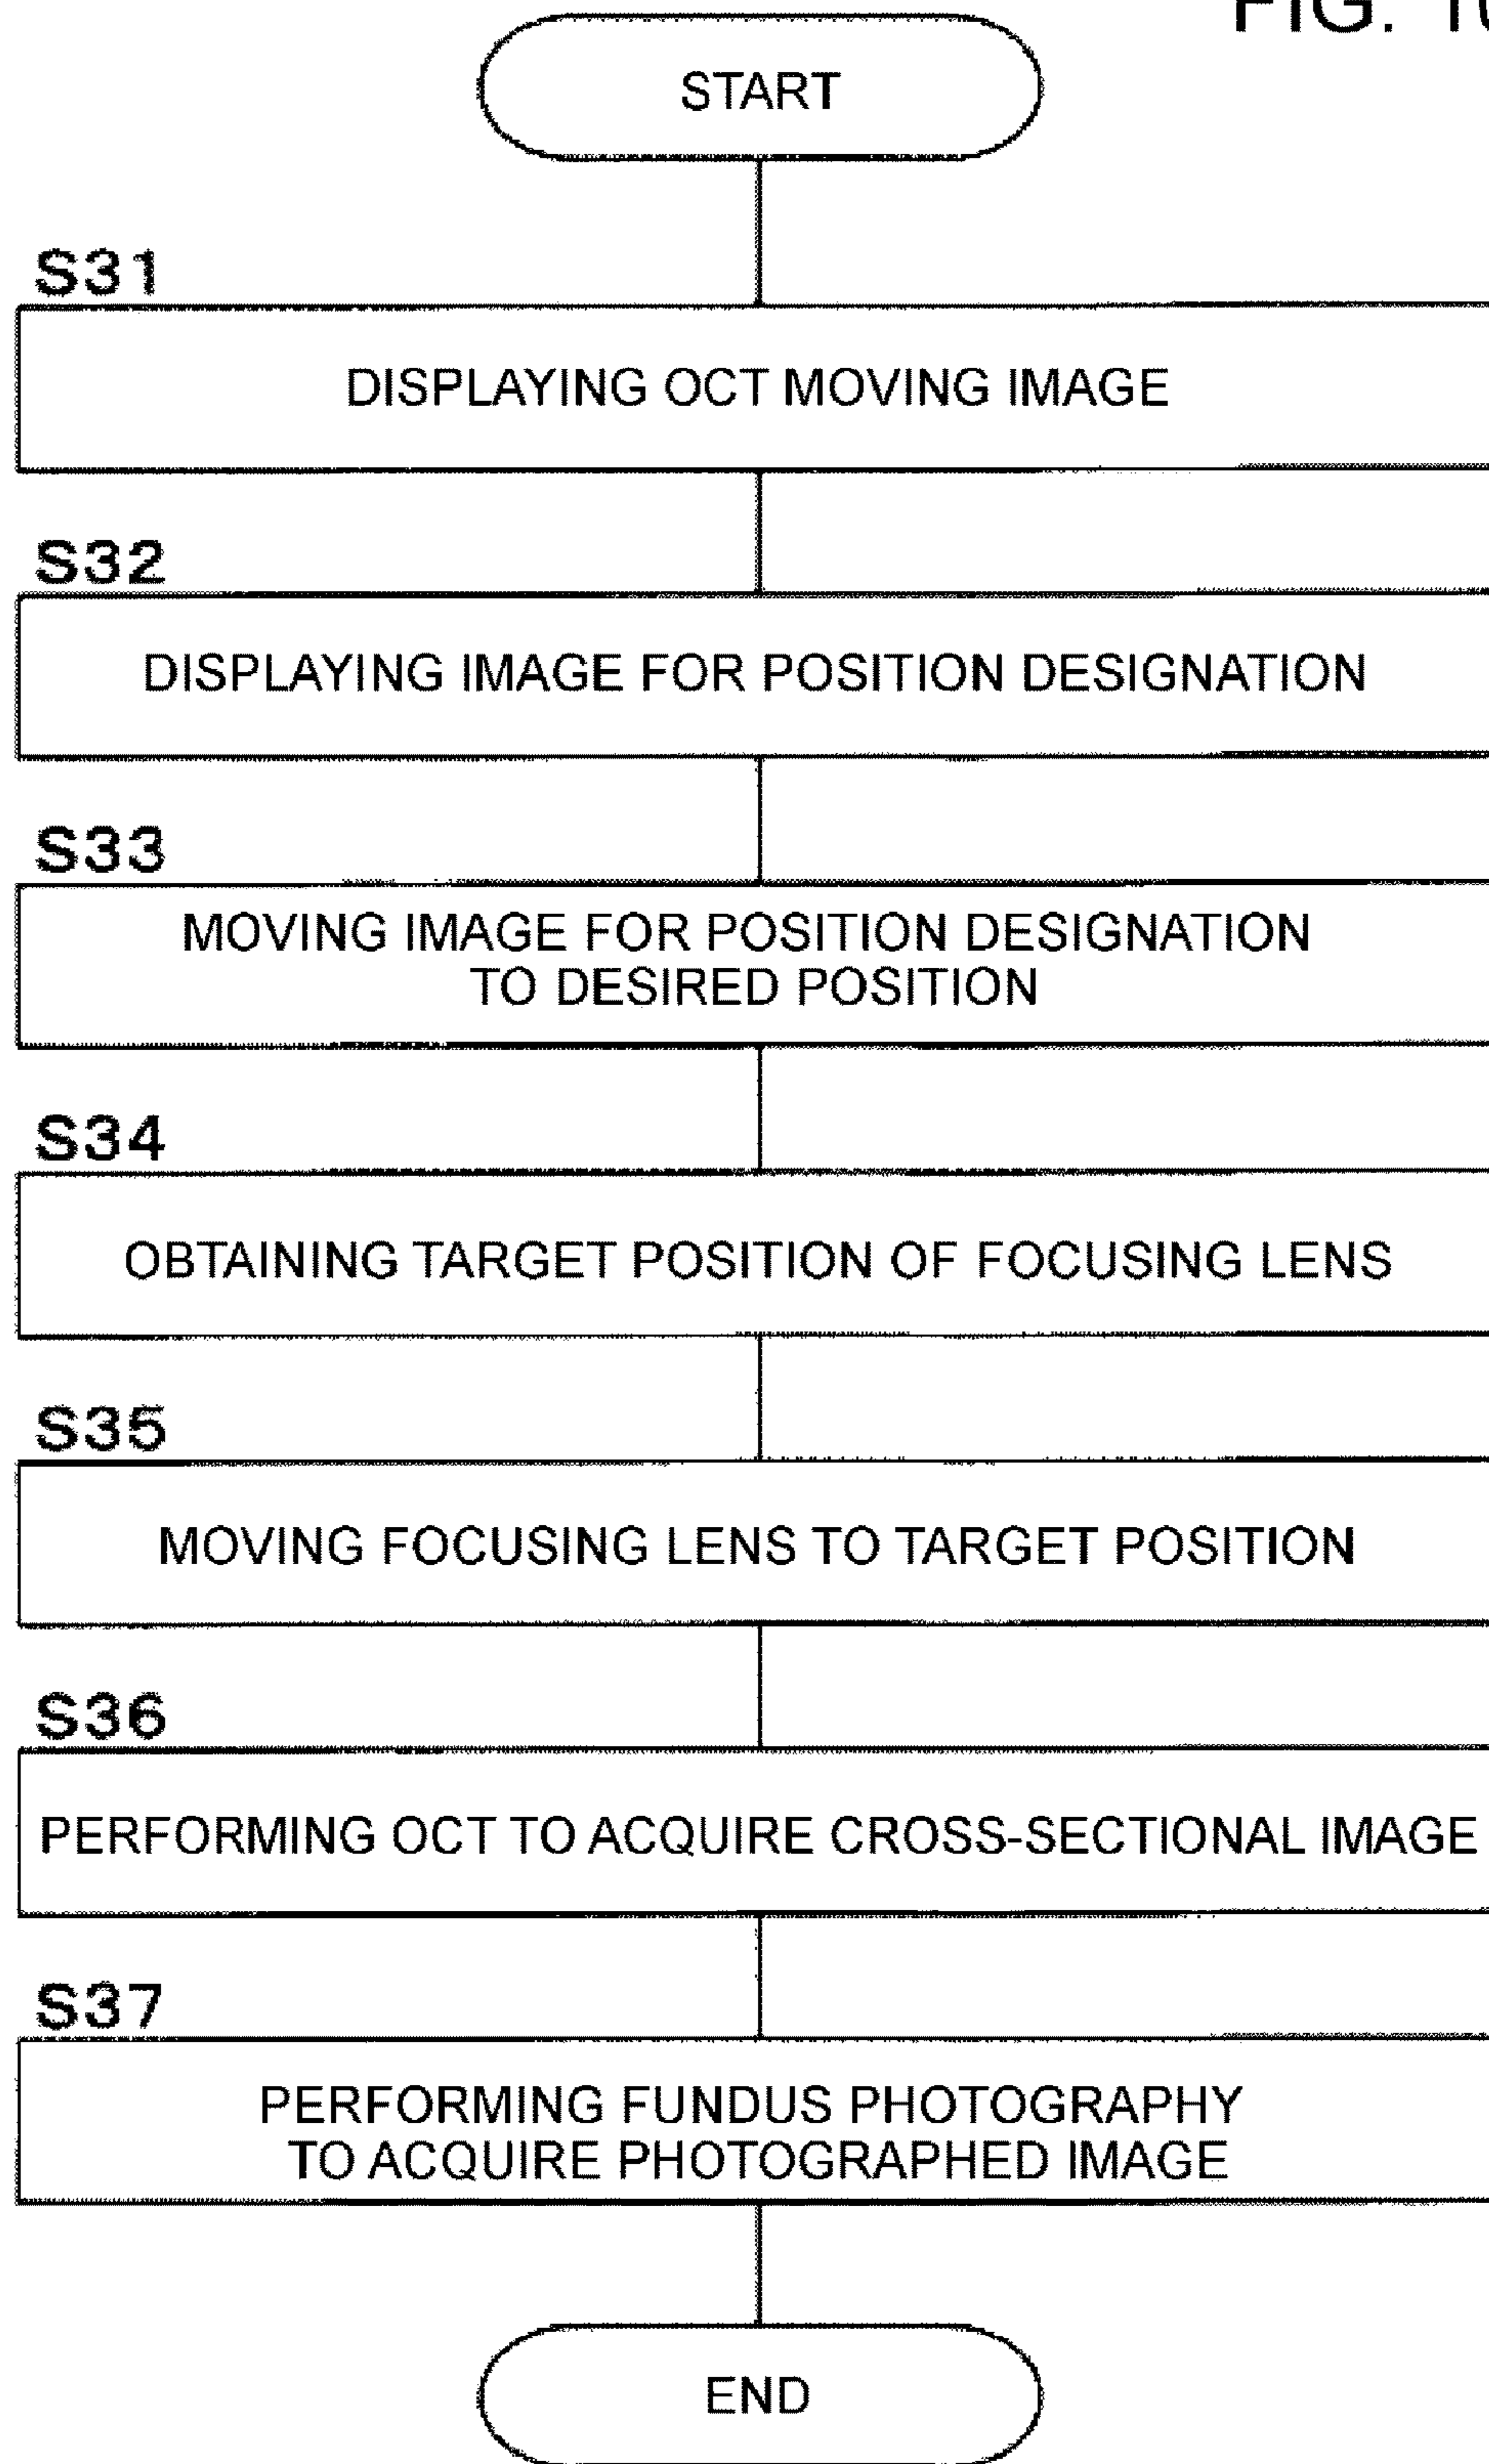 FIG. 10
START
S31
DISPLAYING OCT MOVING IMAGE
S32
DISPLAYING IMAGE FOR POSITION DESIGNATION
S33
MOVING IMAGE FOR POSITION DESIGNATION
TO DESIRED POSITION
S34
OBTAINING TARGET POSITION OF FOCUSING LENS
S35
MOVING FOCUSING LENS TO TARGET POSITION
S36
PERFORMING OCT TO ACQUIRE CROSS-SECTIONAL IMAGE
S37
PERFORMING FUNDUS PHOTOGRAPHY
TO ACQUIRE PHOTOGRAPHED IMAGE
END